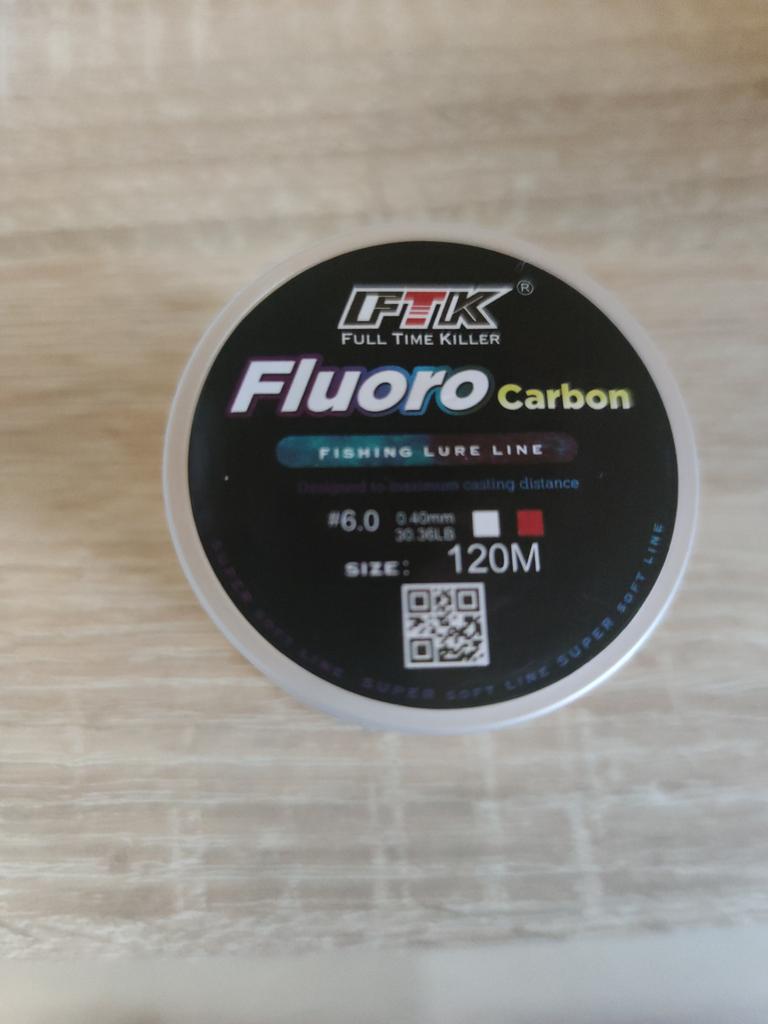 FTK®
FULL TIME KILLER
Fluoro Carbon
FISHING LURE LINE
Designed to maximum casting distance
#6.0 0.40mm
30.36LB
SIZE: 120M
SUPER SOFT LINE SUPER SOFT LINE SUPER SOFT LINE